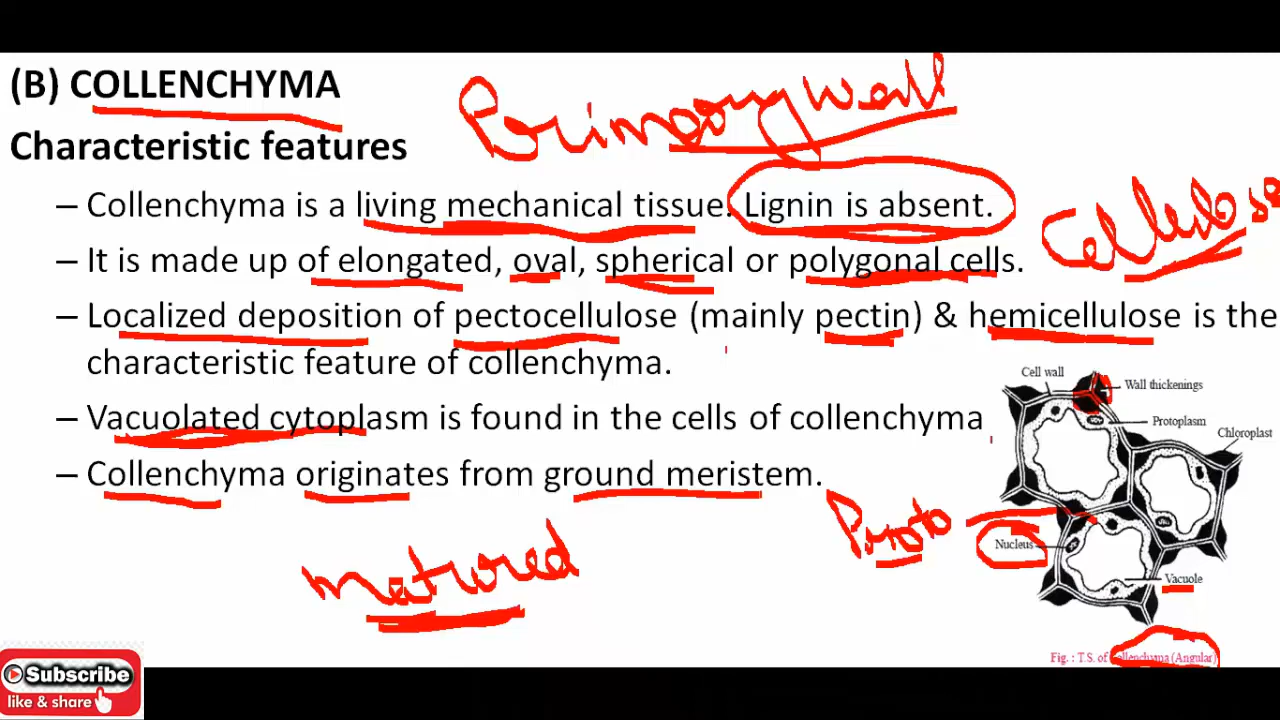 (B) COLLENCHYMA
Primary wall
Characteristic features
– Collenchyma is a living mechanical tissue. Lignin is absent.
Cellulose
– It is made up of elongated, oval, spherical or polygonal cells.
– Localized deposition of pectocellulose (mainly pectin) & hemicellulose is the
characteristic feature of collenchyma.
– Vacuolated cytoplasm is found in the cells of collenchyma
– Collenchyma originates from ground meristem.
matured
Proto
Cell wall
Wall thickenings
Protoplasm
Chloroplast
Nucleus
Vacuole
Fig. : T.S. of Collenchyma (Angular)
Subscribe
like & share